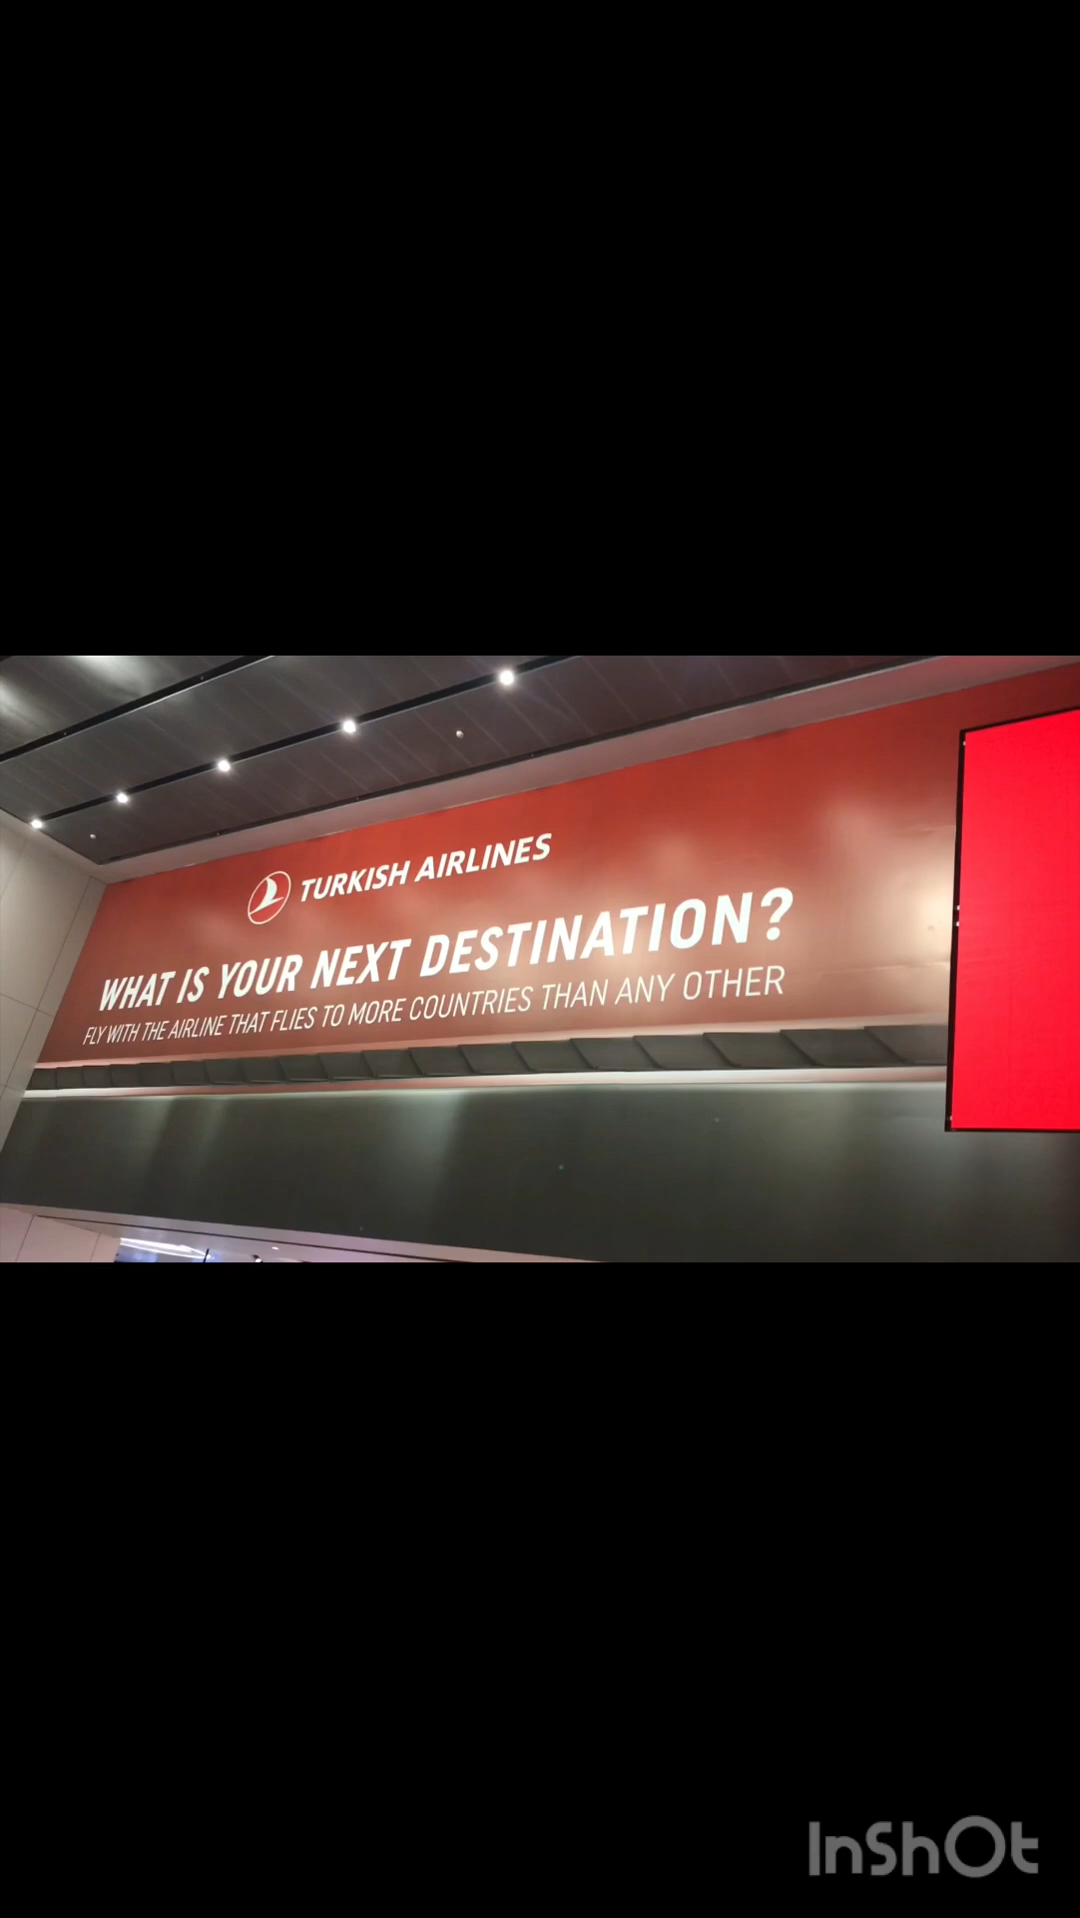 TURKISH AIRLINES
WHAT IS YOUR NEXT DESTINATION?
FLY WITH THE AIRLINE THAT FLIES TO MORE COUNTRIES THAN ANY OTHER
InShOt